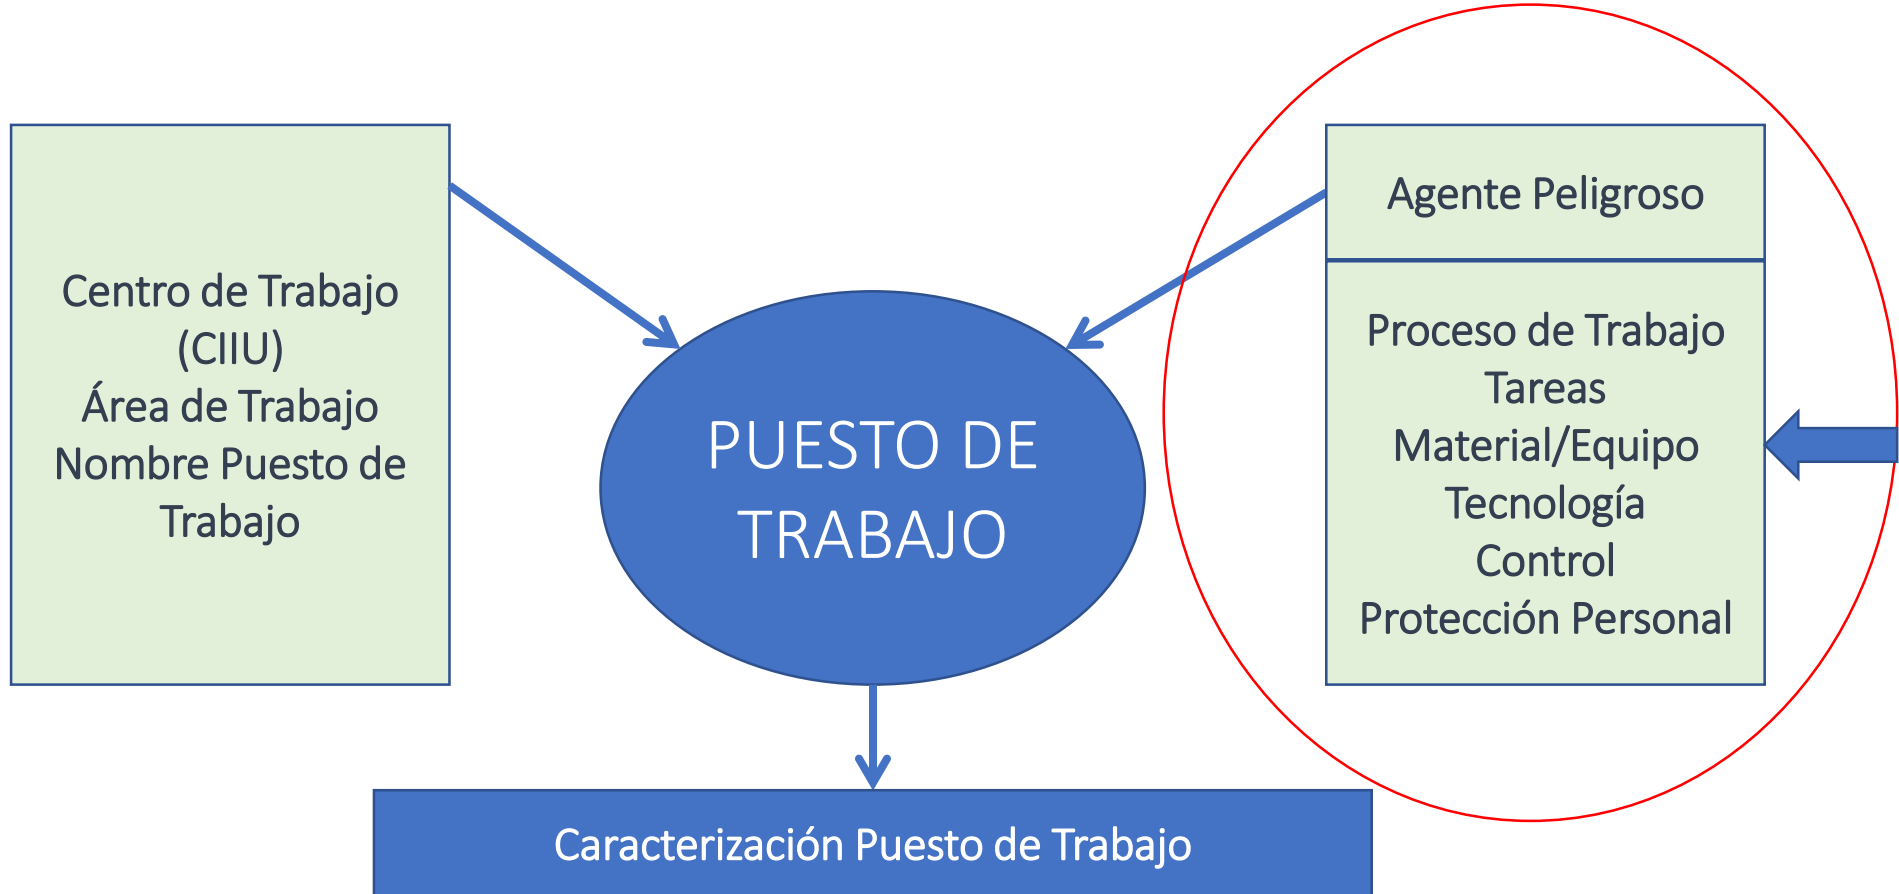 Centro de Trabajo
(CIIU)
Área de Trabajo
Nombre Puesto de
Trabajo
PUESTO DE
TRABAJO
Agente Peligroso
Proceso de Trabajo
Tareas
Material/Equipo
Tecnología
Control
Protección Personal
Caracterización Puesto de Trabajo